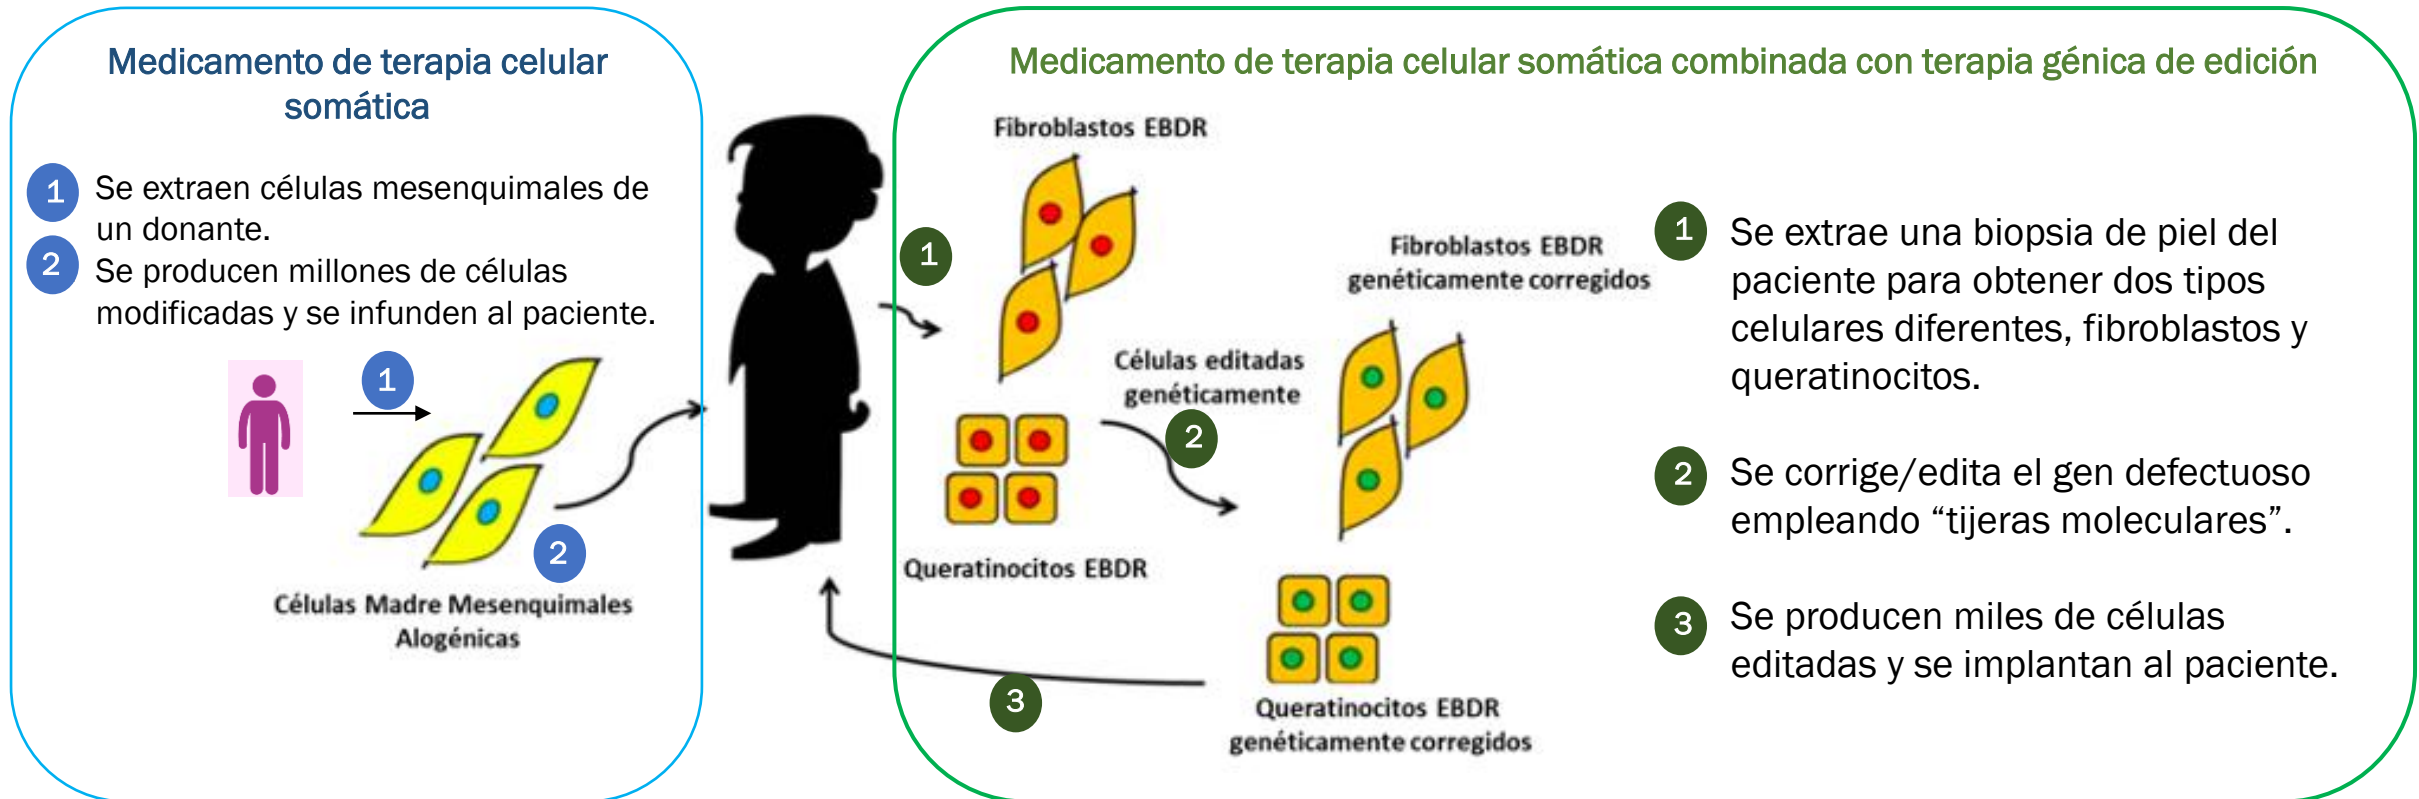 Medicamento de terapia celular
somática
1 Se extraen células mesenquimales de
un donante.
2 Se producen millones de células
modificadas y se infunden al paciente.
1
2
Células Madre Mesenquimales
Alogénicas
Medicamento de terapia celular somática combinada con terapia génica de edición
Fibroblastos EBDR
1
Queratinocitos EBDR
Células editadas
genéticamente
2
Fibroblastos EBDR
genéticamente corregidos
Queratinocitos EBDR
genéticamente corregidos
3
1 Se extrae una biopsia de piel del
paciente para obtener dos tipos
celulares diferentes, fibroblastos y
queratinocitos.
2 Se corrige/edita el gen defectuoso
empleando “tijeras moleculares”.
3 Se producen miles de células
editadas y se implantan al paciente.